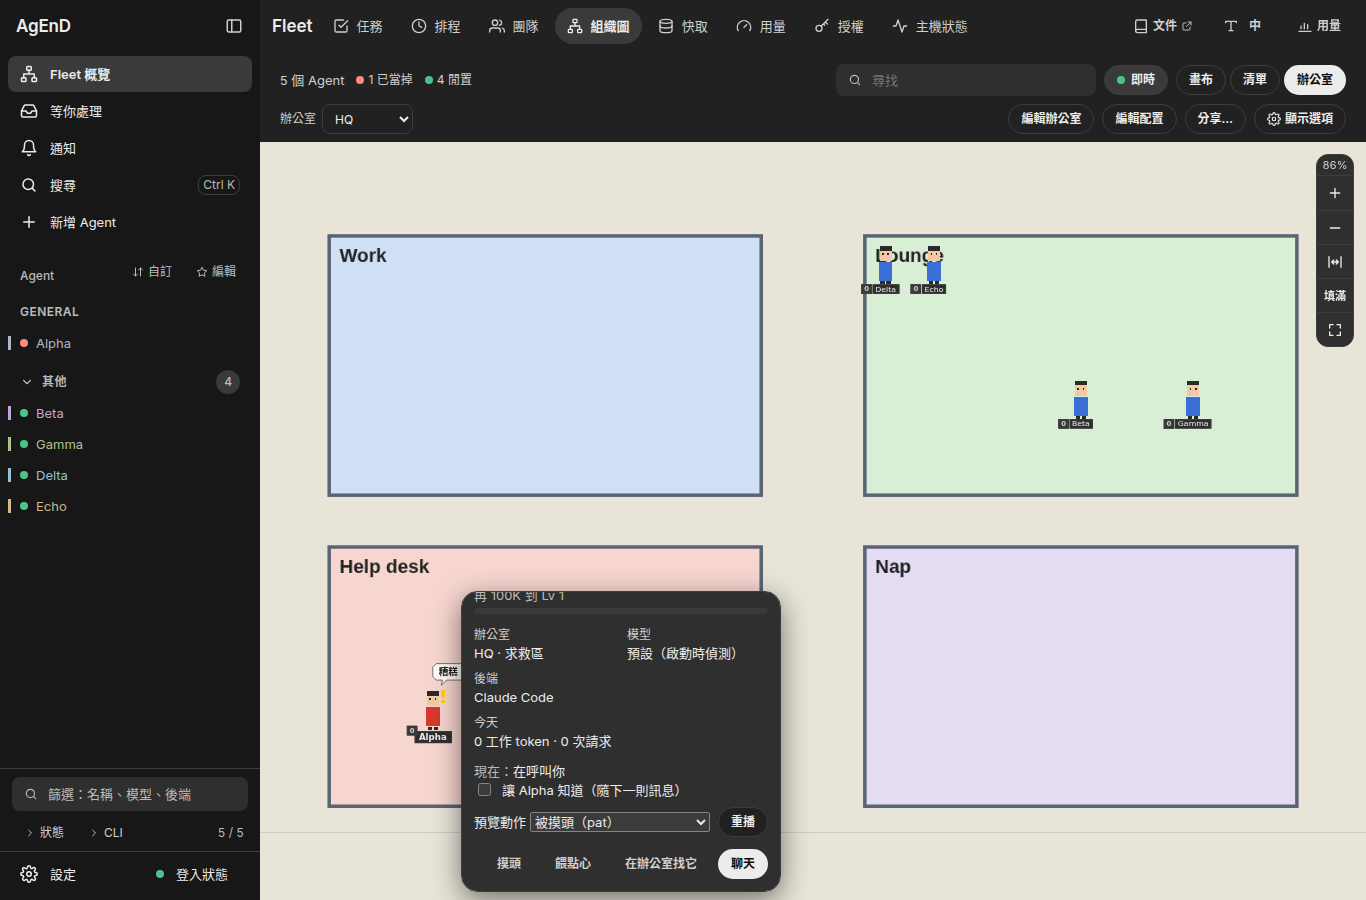 AgEnD
Fleet 概覽
等你處理
通知
搜尋 Ctrl K
新增 Agent
Agent 自訂 編輯
GENERAL
Alpha
其他 4
Beta
Gamma
Delta
Echo
篩選：名稱、模型、後端
狀態 CLI 5 / 5
設定 登入狀態
Fleet 任務 排程 團隊 組織圖 快取 用量 授權 主機狀態 文件 中 用量
5 個 Agent 1 已當掉 4 閒置 尋找 即時 畫布 清單 辦公室
辦公室 HQ 編輯辦公室 編輯配置 分享… 顯示選項
86%
填滿
Work
Lounge
0 Delta 0 Echo
0 Beta 0 Gamma
Help desk
糟糕
0 Alpha
Nap
再 100K 到 Lv 1
辦公室 模型
HQ · 求救區 預設（啟動時偵測）
後端
Claude Code
今天
0 工作 token · 0 次請求
現在：在呼叫你
讓 Alpha 知道（隨下一則訊息）
預覽動作 被摸頭（pat） 重播
摸頭 餵點心 在辦公室找它 聊天